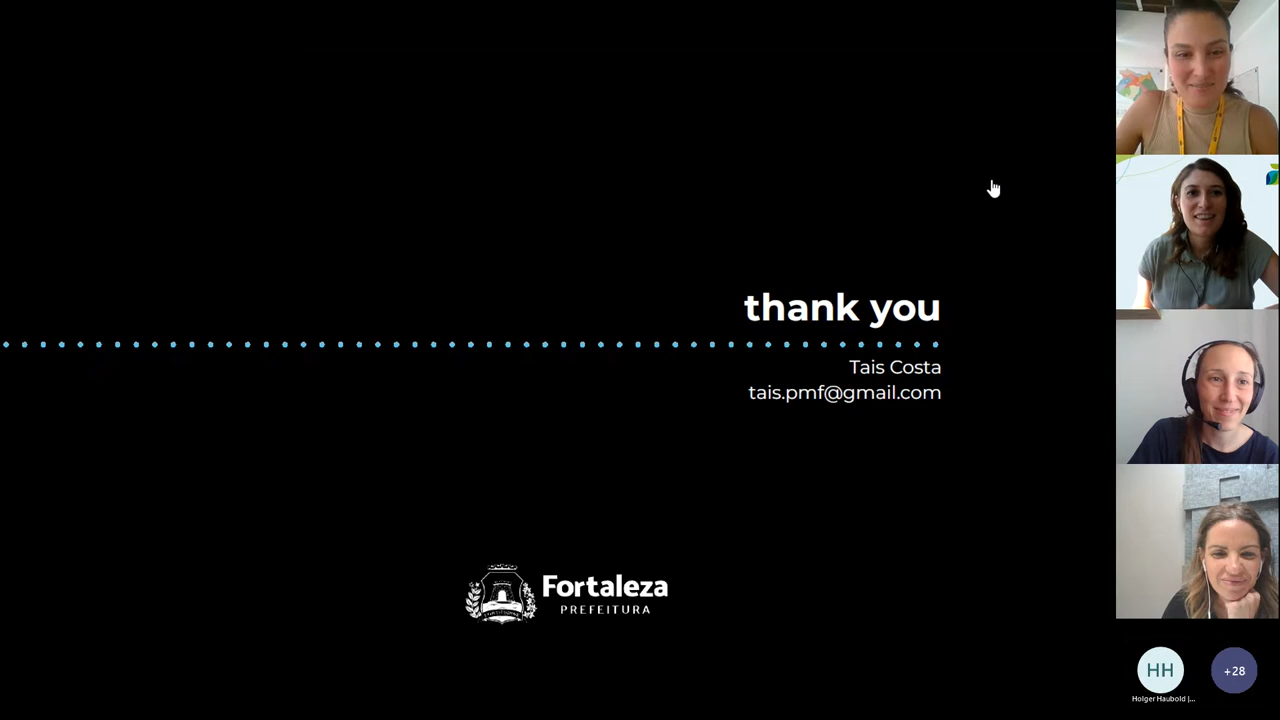 thank you
Tais Costa
tais.pmf@gmail.com
Fortaleza
PREFEITURA
HH
+28
Holger Haubold |...